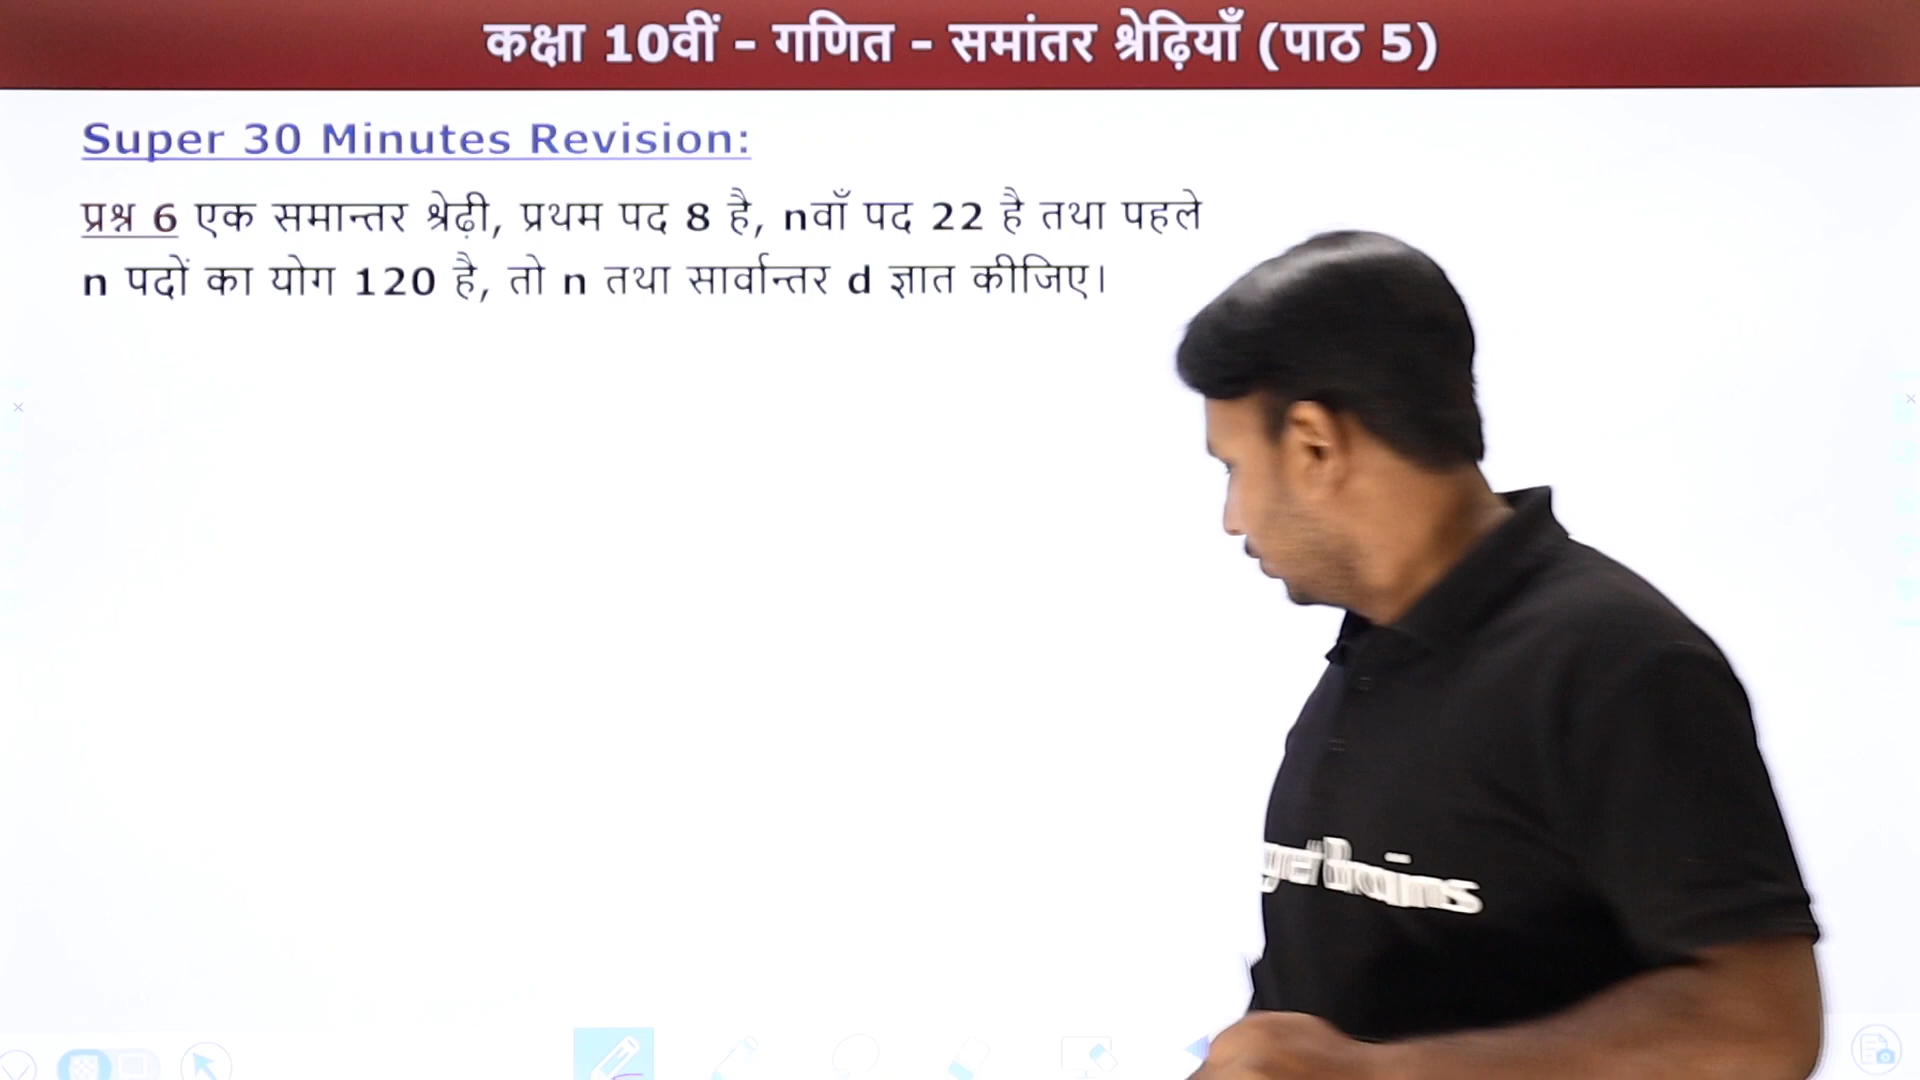 कक्षा 10वीं - गणित - समांतर श्रेढ़ियाँ (पाठ 5)
Super 30 Minutes Revision:
प्रश्न 6 एक समान्तर श्रेढ़ी, प्रथम पद 8 है, nवाँ पद 22 है तथा पहले
n पदों का योग 120 है, तो n तथा सार्वान्तर d ज्ञात कीजिए।
Brains